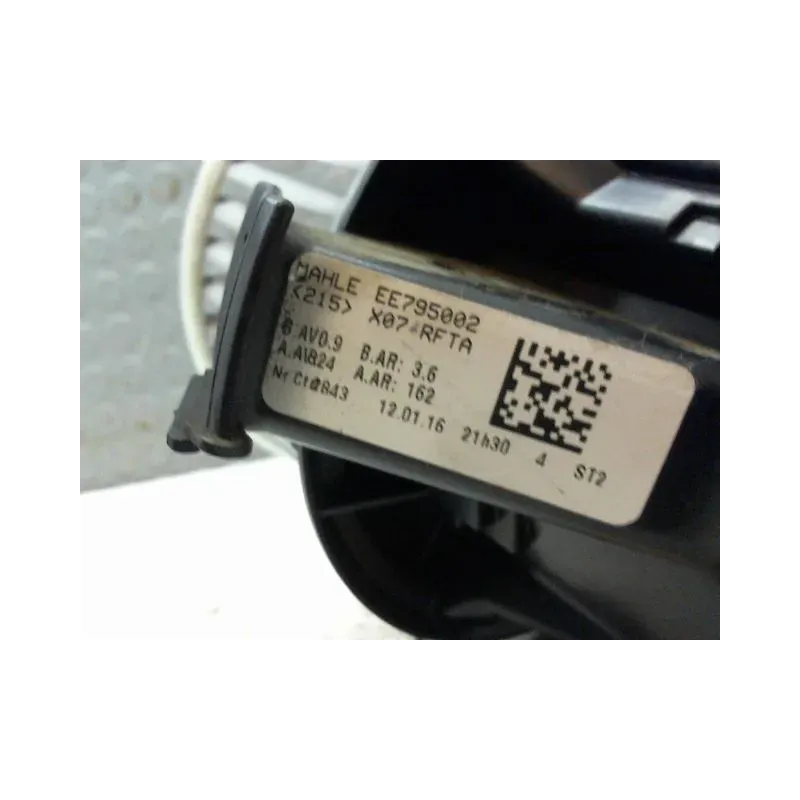 MAHLE EE795002
<215> X07 RFTA
B.AV0.9 B.AR: 3.6
A.AV824 A.AR: 162
Nr 2843 12.01.16 21h30 4 ST2